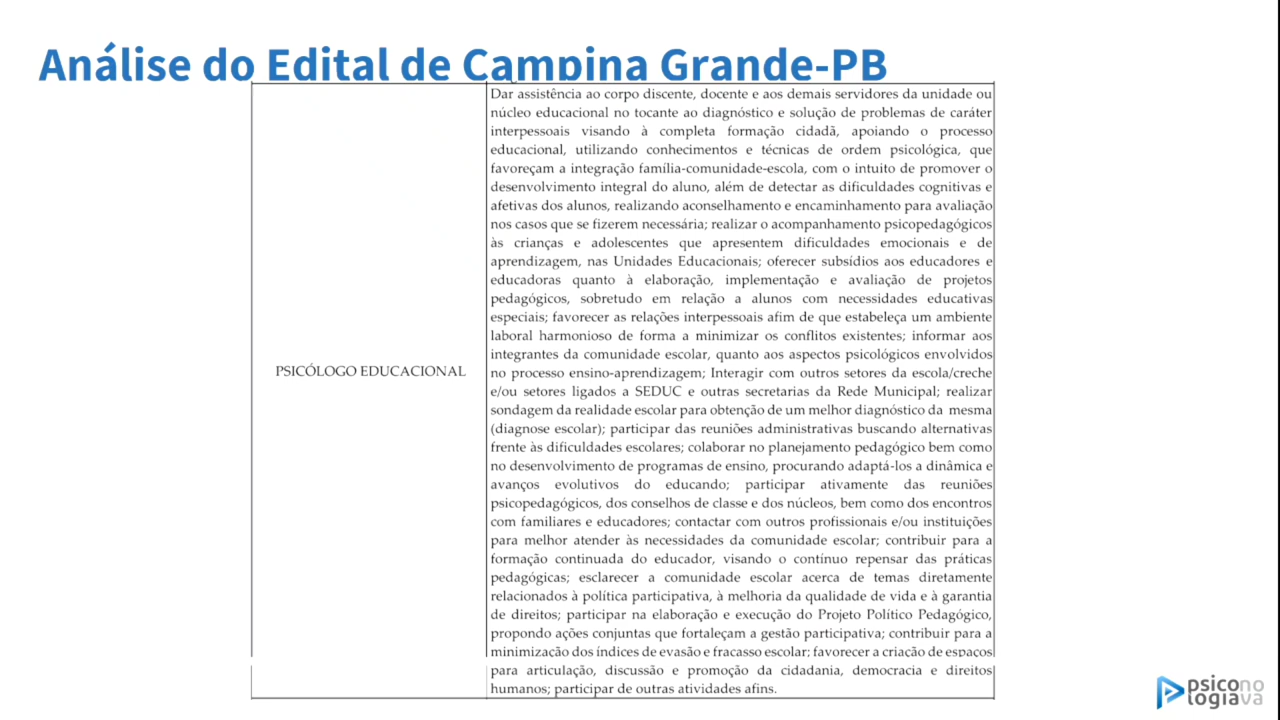 Análise do Edital de Campina Grande-PB
Dar assistência ao corpo discente, docente e aos demais servidores da unidade ou
núcleo educacional no tocante ao diagnóstico e solução de problemas de caráter
interpessoais visando à completa formação cidadã, apoiando o processo
educacional, utilizando conhecimentos e técnicas de ordem psicológica, que
favoreçam a integração família-comunidade-escola, com o intuito de promover o
desenvolvimento integral do aluno, além de detectar as dificuldades cognitivas e
afetivas dos alunos, realizando aconselhamento e encaminhamento para avaliação
nos casos que se fizerem necessária; realizar o acompanhamento psicopedagógicos
às crianças e adolescentes que apresentem dificuldades emocionais e de
aprendizagem, nas Unidades Educacionais; oferecer subsídios aos educadores e
educadoras quanto à elaboração, implementação e avaliação de projetos
pedagógicos, sobretudo em relação a alunos com necessidades educativas
especiais; favorecer as relações interpessoais afim de que estabeleça um ambiente
laboral harmonioso de forma a minimizar os conflitos existentes; informar aos
integrantes da comunidade escolar, quanto aos aspectos psicológicos envolvidos
PSICÓLOGO EDUCACIONAL
no processo ensino-aprendizagem; Interagir com outros setores da escola/creche
e/ou setores ligados a SEDUC e outras secretarias da Rede Municipal; realizar
sondagem da realidade escolar para obtenção de um melhor diagnóstico da mesma
(diagnose escolar); participar das reuniões administrativas buscando alternativas
frente às dificuldades escolares; colaborar no planejamento pedagógico bem como
no desenvolvimento de programas de ensino, procurando adaptá-los a dinâmica e
avanços evolutivos do educando; participar ativamente das reuniões
psicopedagógicos, dos conselhos de classe e dos núcleos, bem como dos encontros
com familiares e educadores; contactar com outros profissionais e/ou instituições
para melhor atender às necessidades da comunidade escolar; contribuir para a
formação continuada do educador, visando o contínuo repensar das práticas
pedagógicas; esclarecer a comunidade escolar acerca de temas diretamente
relacionados à política participativa, à melhoria da qualidade de vida e à garantia
de direitos; participar na elaboração e execução do Projeto Político Pedagógico,
propondo ações conjuntas que fortaleçam a gestão participativa; contribuir para a
minimização dos índices de evasão e fracasso escolar; favorecer a criação de espaços
para articulação, discussão e promoção da cidadania, democracia e direitos
humanos; participar de outras atividades afins.
psicono
logiava